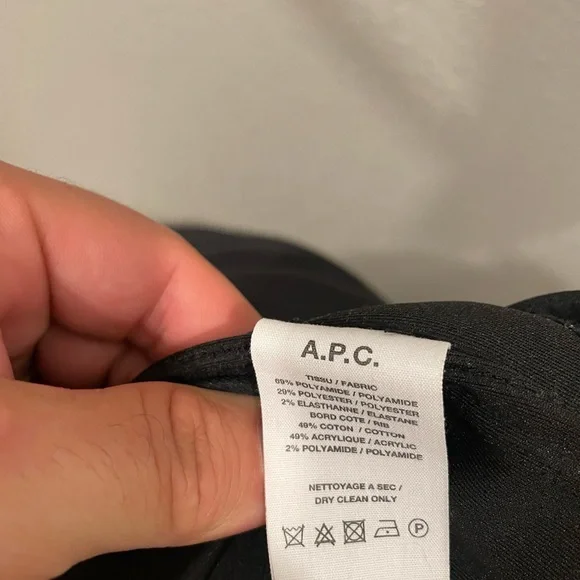 A.P.C.
TISSU / FABRIC
69% POLYAMIDE / POLYAMIDE
29% POLYESTER / POLYESTER
2% ELASTHANNE / ELASTANE
BORD COTE / RIB
49% COTON / COTTON
49% ACRYLIQUE / ACRYLIC
2% POLYAMIDE / POLYAMIDE
NETTOYAGE A SEC /
DRY CLEAN ONLY
P